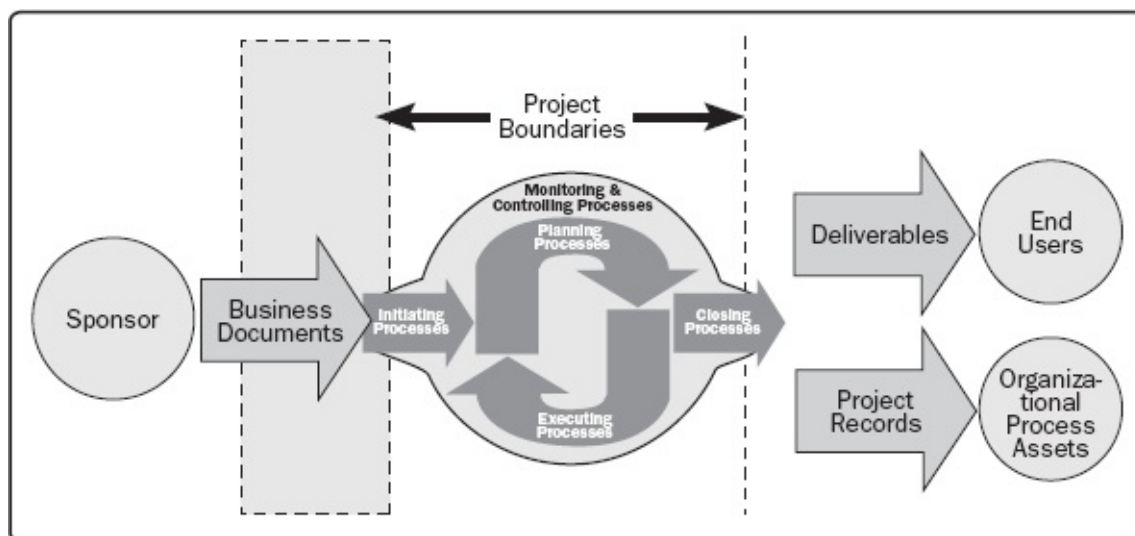 Project
Boundaries
Monitoring &
Controlling Processes
Planning
Processes
Deliverables
End
Users
Sponsor
Business
Documents
Initiating
Processes
Closing
Processes
Executing
Processes
Project
Records
Organiza-
tional
Process
Assets